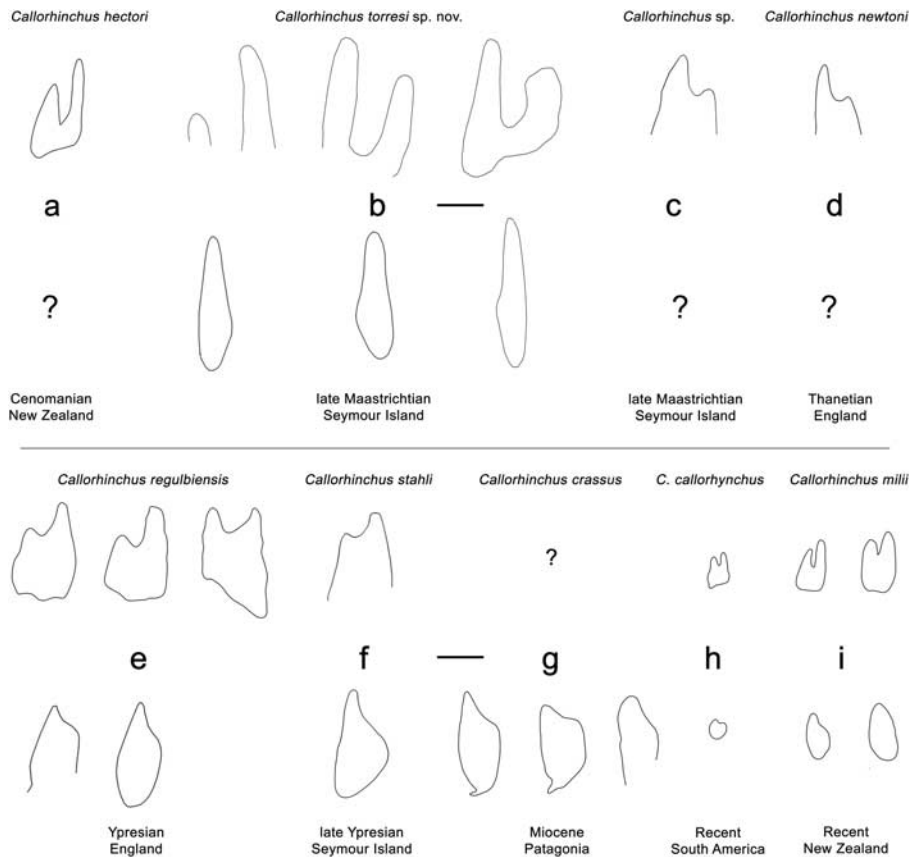 Callorhinchus hectori
Callorhinchus torresi sp. nov.
Callorhinchus sp.
Callorhinchus newtoni
a
b
c
d
?
?
?
Cenomanian
New Zealand
late Maastrichtian
Seymour Island
late Maastrichtian
Seymour Island
Thanetian
England
Callorhinchus regulbiensis
Callorhinchus stahli
Callorhinchus crassus
C. callorhynchus
Callorhinchus milii
?
e
f
g
h
i
Ypresian
England
late Ypresian
Seymour Island
Miocene
Patagonia
Recent
South America
Recent
New Zealand